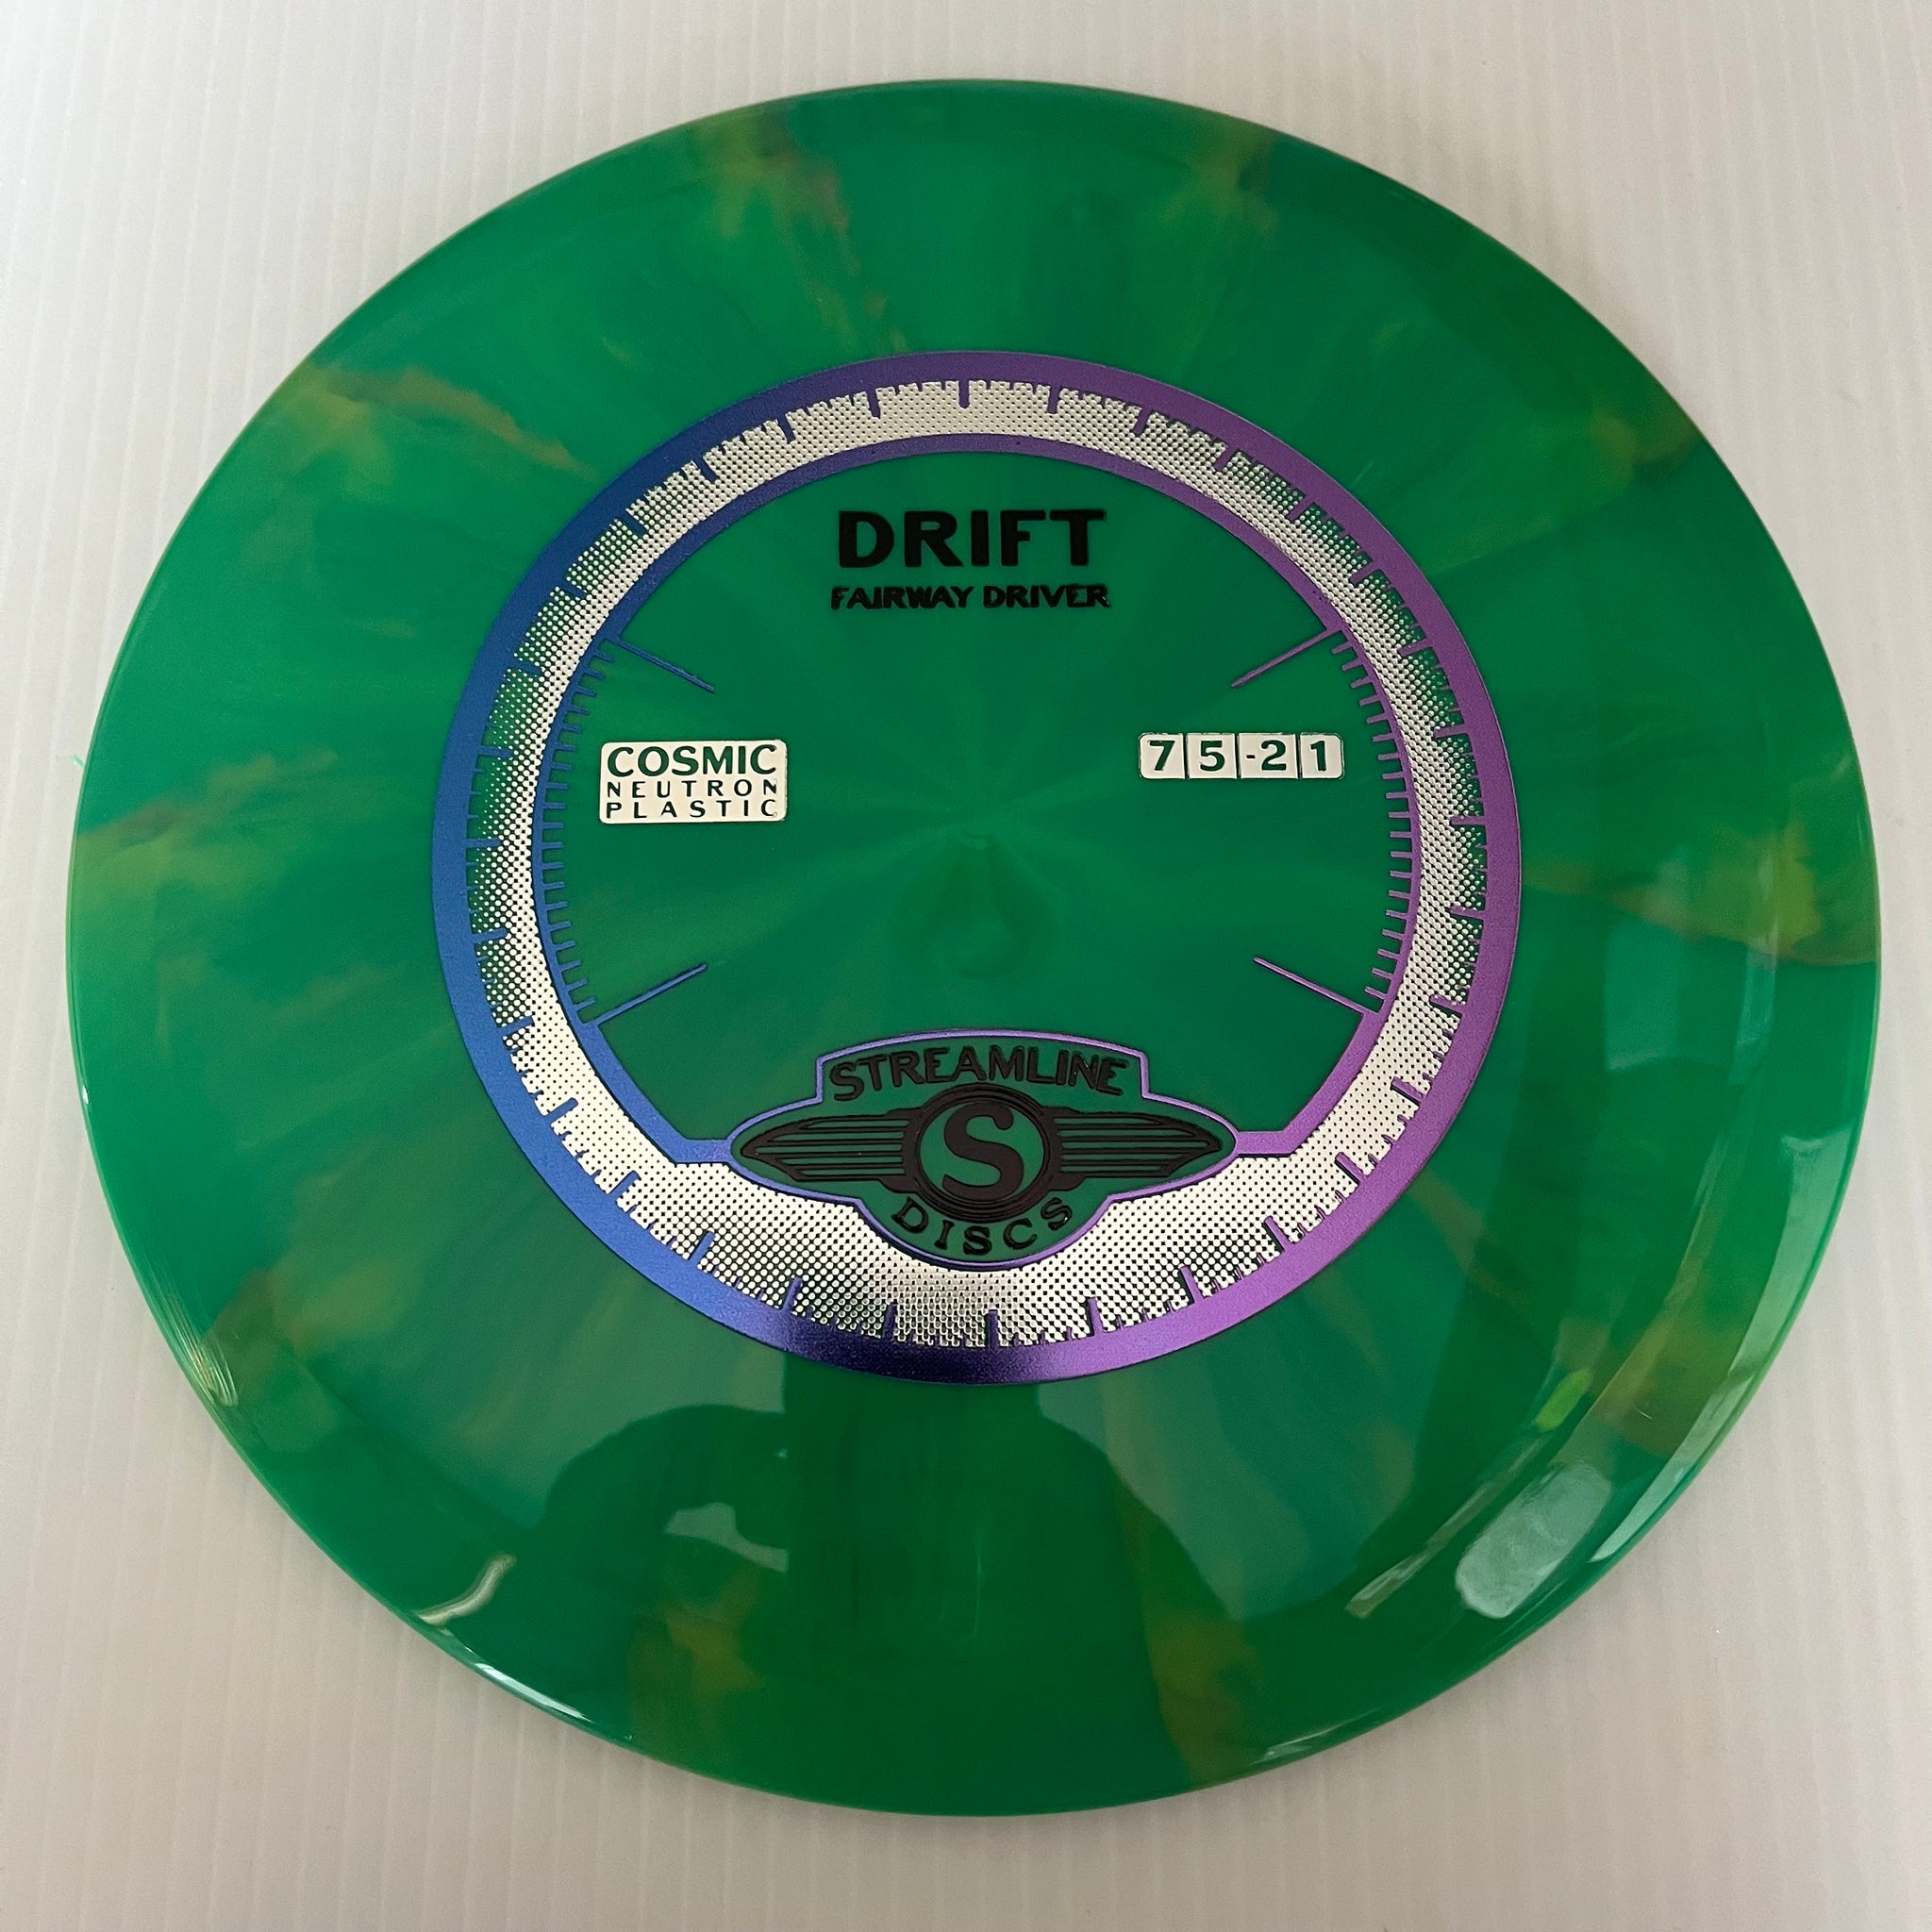 DRIFT
FAIRWAY DRIVER
COSMIC
NEUTRON
PLASTIC
7 5 -2 1
STREAMLINE
S
DISCS